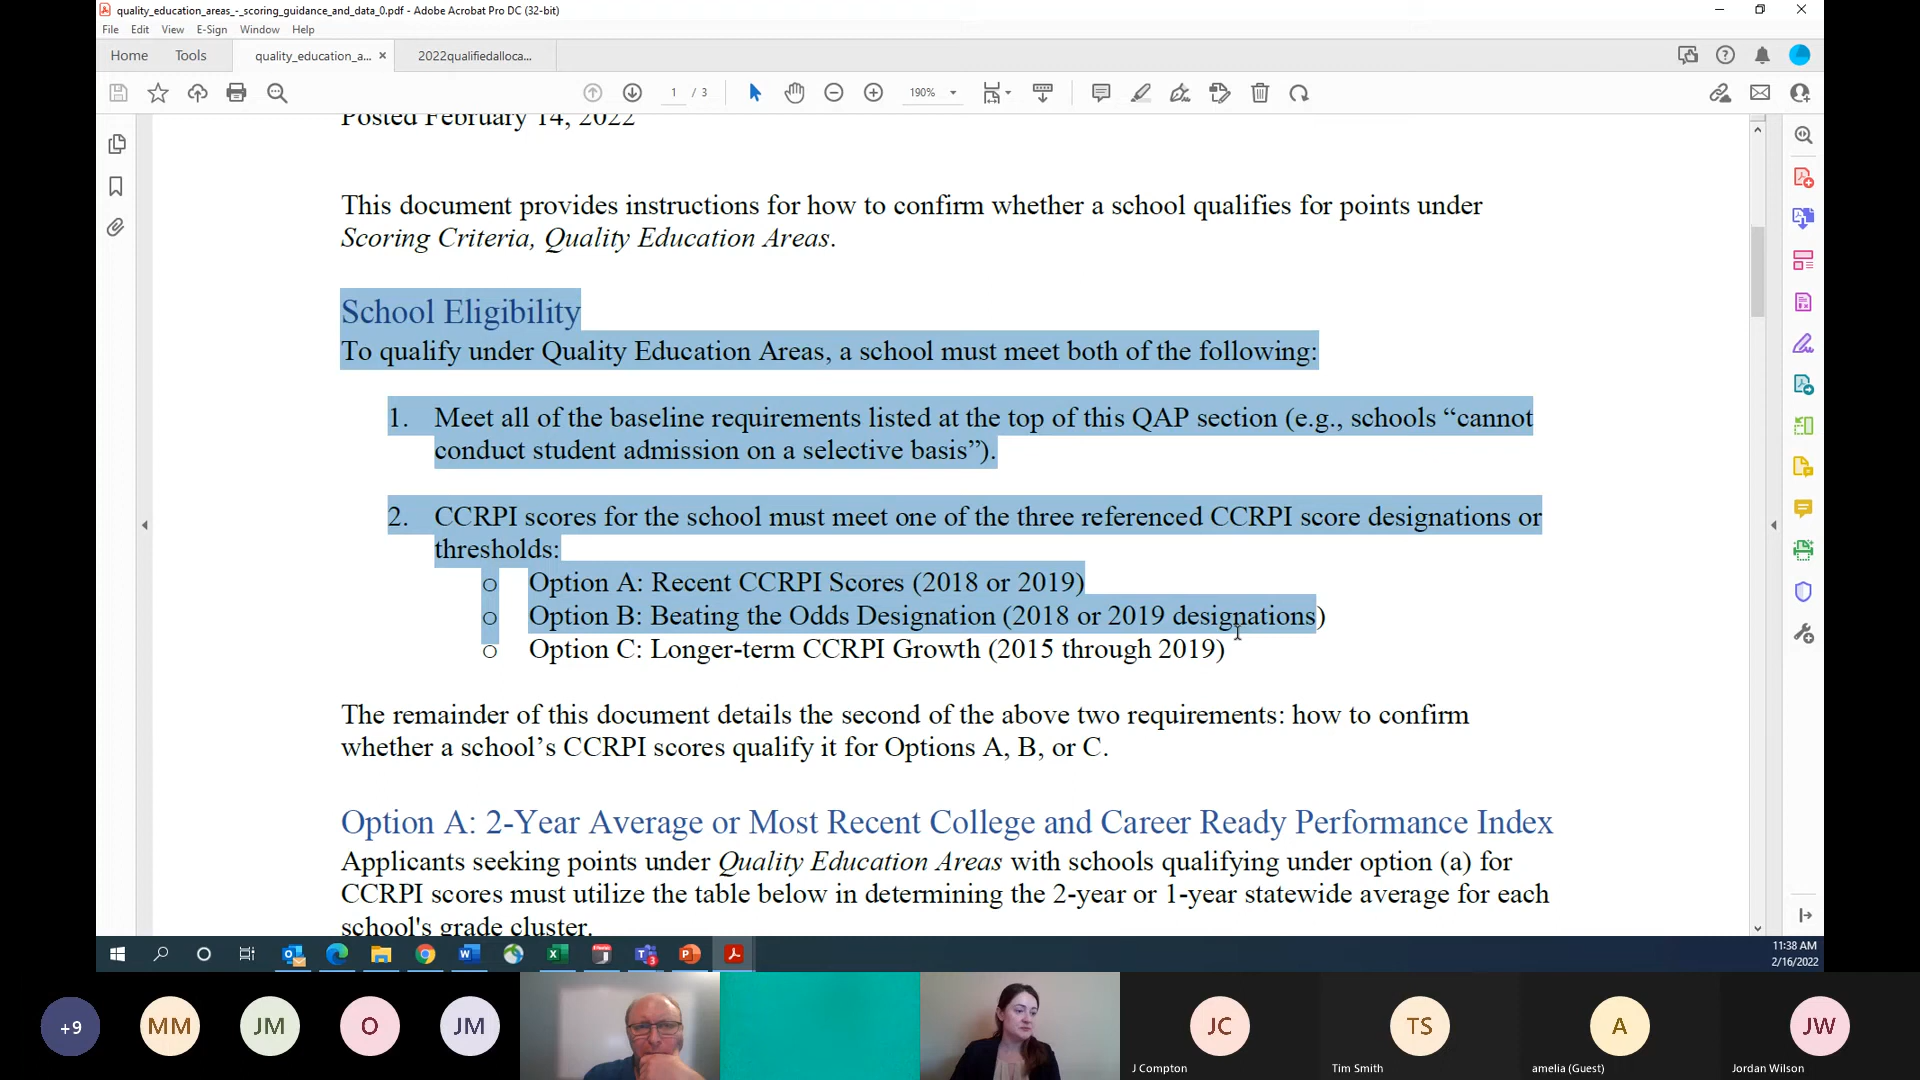 quality_education_areas_-_scoring_guidance_and_data_0.pdf - Adobe Acrobat Pro DC (32-bit)
File Edit View E-Sign Window Help
Home Tools quality_education_a... × 2022qualifiedalloca...
1 / 3 190%
Posted February 14, 2022
This document provides instructions for how to confirm whether a school qualifies for points under
Scoring Criteria, Quality Education Areas.
School Eligibility
To qualify under Quality Education Areas, a school must meet both of the following:
1. Meet all of the baseline requirements listed at the top of this QAP section (e.g., schools “cannot
conduct student admission on a selective basis”).
2. CCRPI scores for the school must meet one of the three referenced CCRPI score designations or
thresholds:
o Option A: Recent CCRPI Scores (2018 or 2019)
o Option B: Beating the Odds Designation (2018 or 2019 designations)
o Option C: Longer-term CCRPI Growth (2015 through 2019)
The remainder of this document details the second of the above two requirements: how to confirm
whether a school’s CCRPI scores qualify it for Options A, B, or C.
Option A: 2-Year Average or Most Recent College and Career Ready Performance Index
Applicants seeking points under Quality Education Areas with schools qualifying under option (a) for
CCRPI scores must utilize the table below in determining the 2-year or 1-year statewide average for each
school's grade cluster.
11:38 AM
2/16/2022
+9 MM JM O JM JC TS A JW
J Compton Tim Smith amelia (Guest) Jordan Wilson